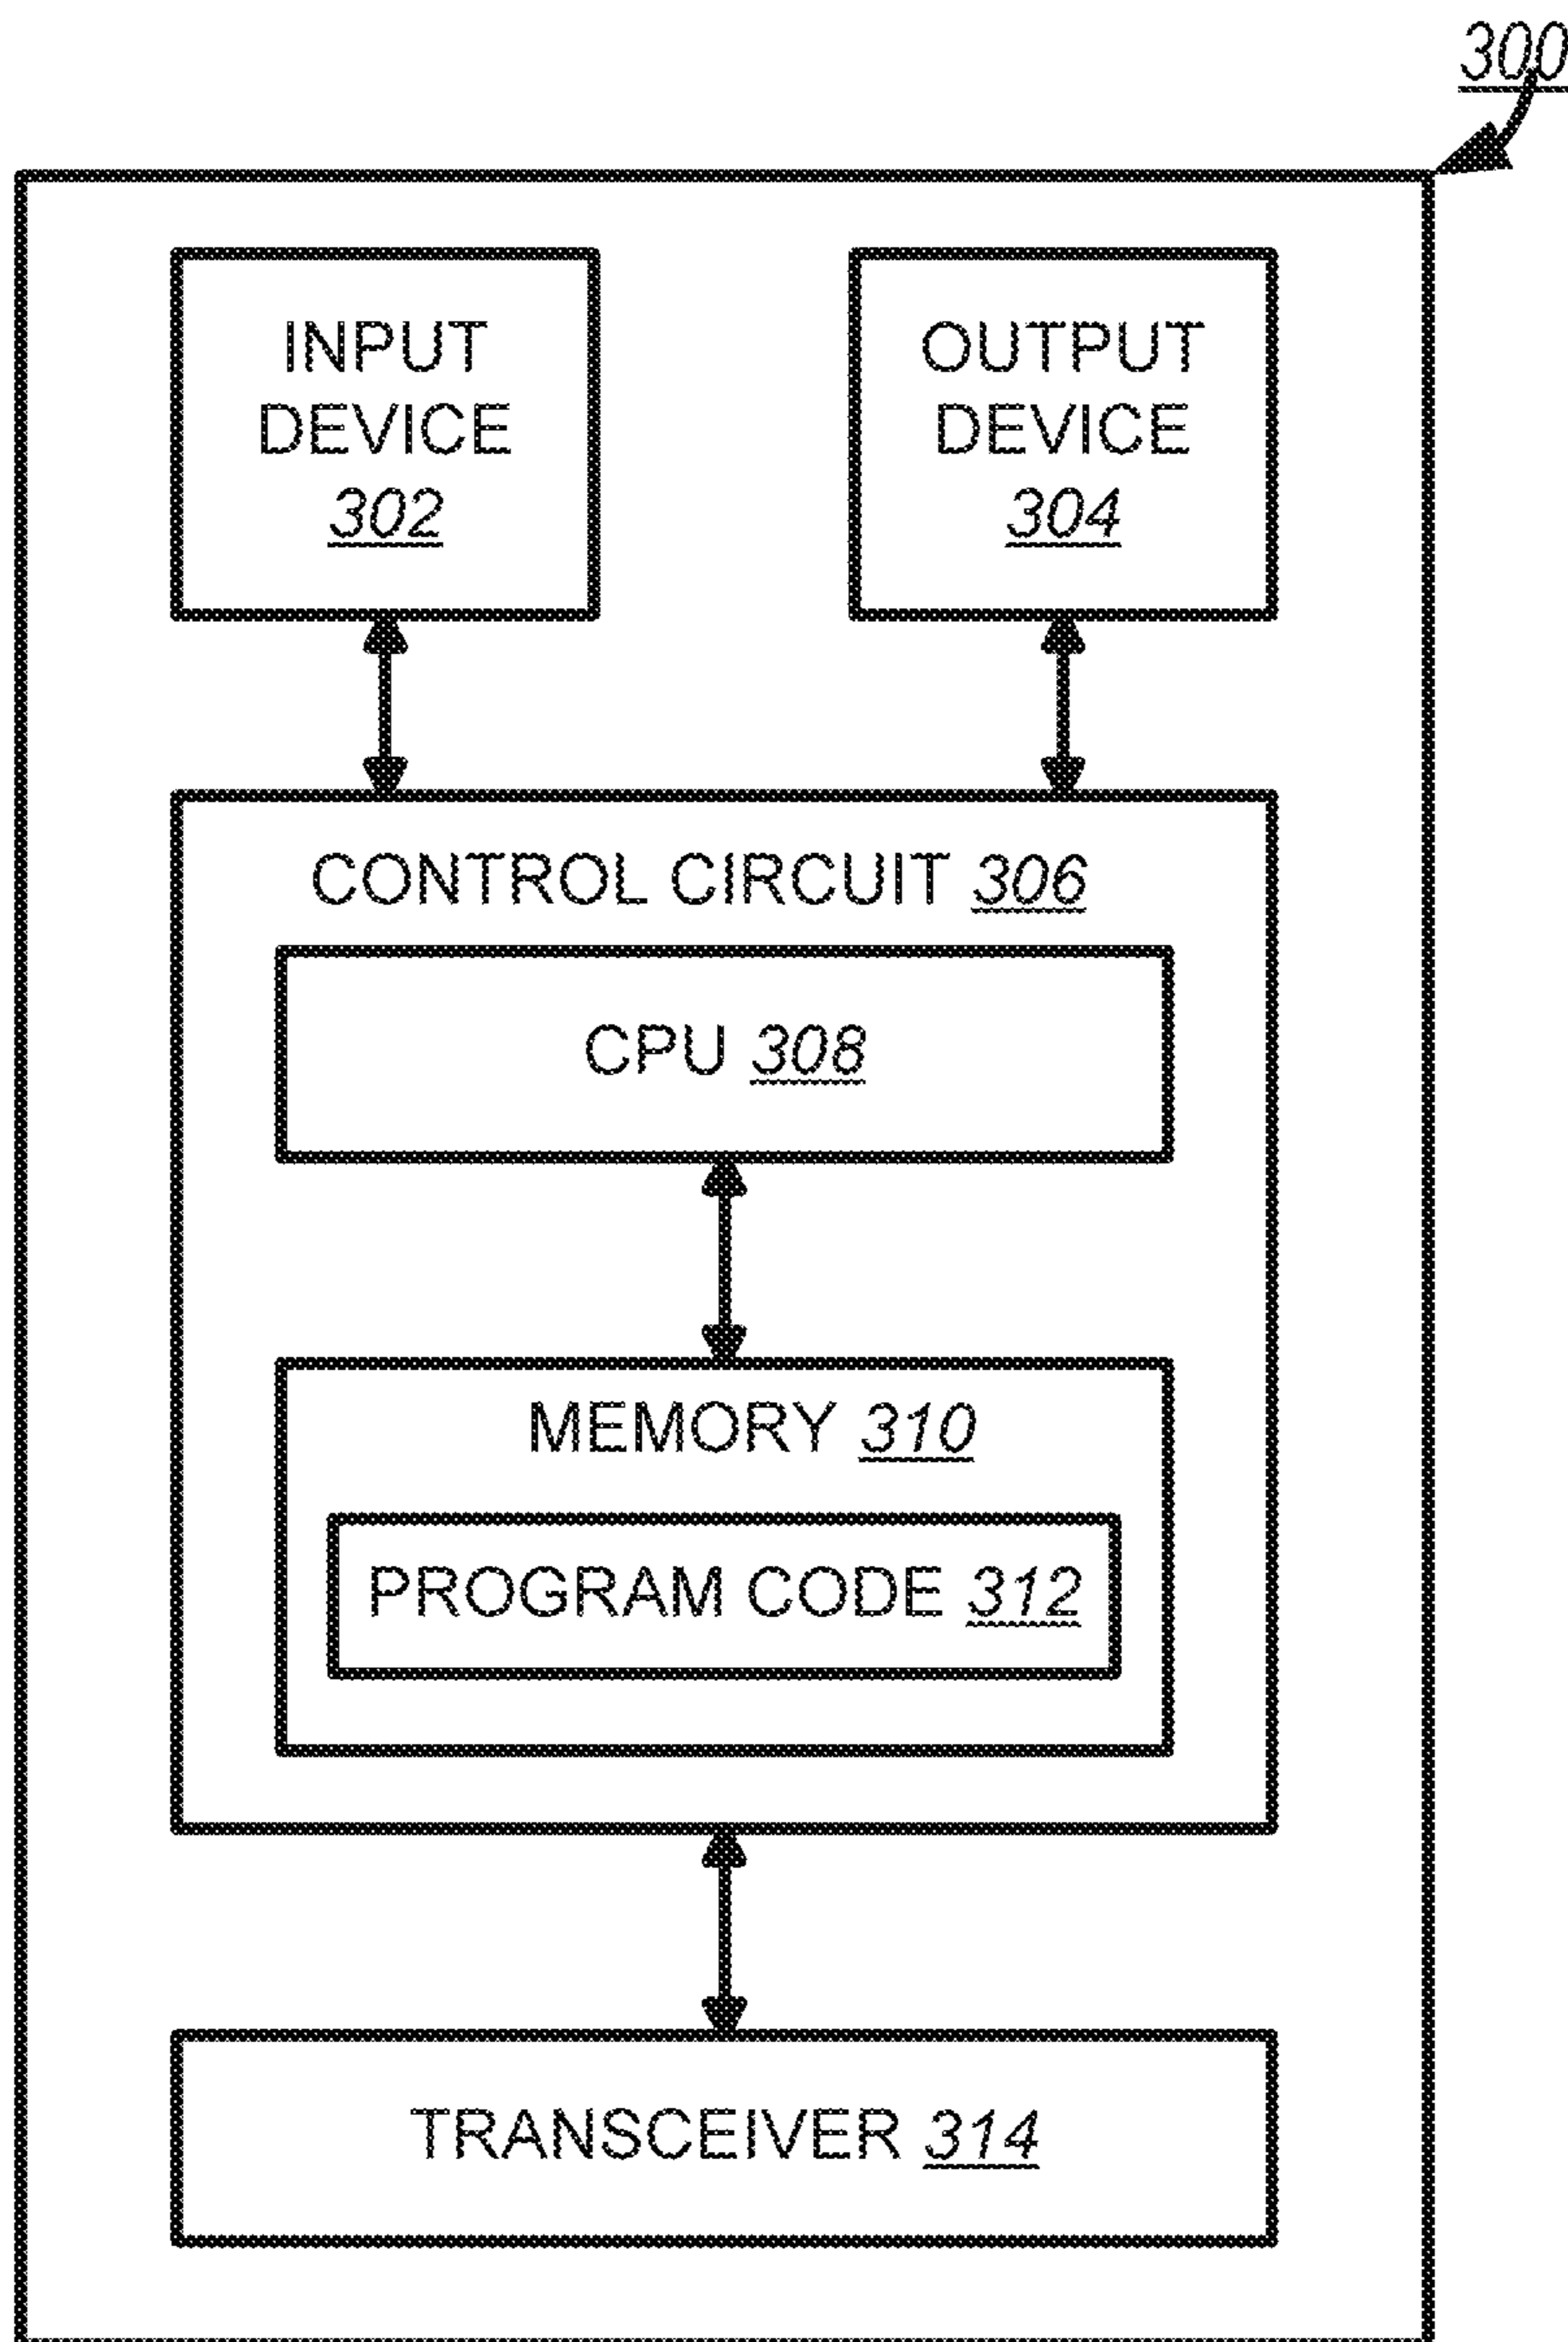 300
INPUT
DEVICE
302
OUTPUT
DEVICE
304
CONTROL CIRCUIT 306
CPU 308
MEMORY 310
PROGRAM CODE 312
TRANSCEIVER 314